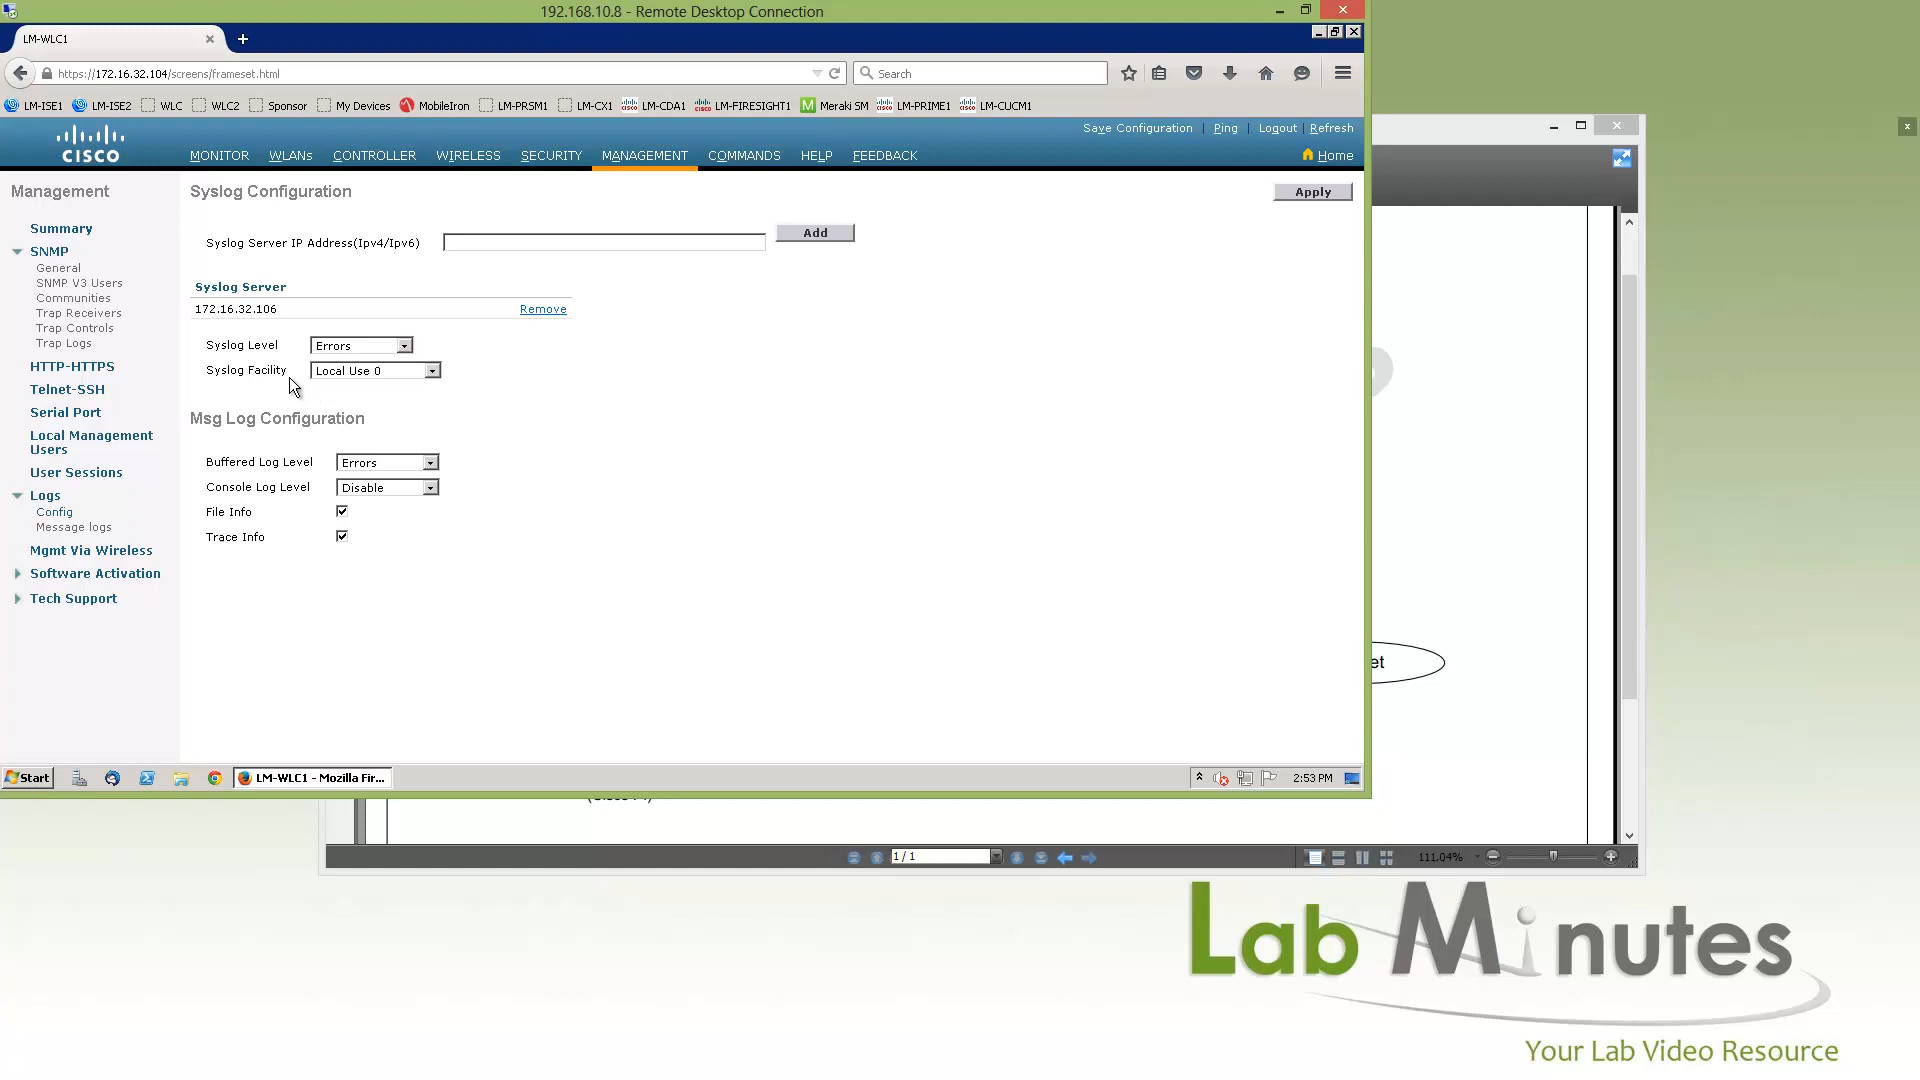 192.168.10.8 - Remote Desktop Connection
LM-WLC1
https://172.16.32.104/screens/frameset.html
Search
LM-ISE1 LM-ISE2 WLC WLC2 Sponsor My Devices MobileIron LM-PRSM1 LM-CX1 LM-CDA1 LM-FIRESIGHT1 Meraki SM LM-PRIME1 LM-CUCM1
Save Configuration | Ping | Logout | Refresh
CISCO
MONITOR WLANs CONTROLLER WIRELESS SECURITY MANAGEMENT COMMANDS HELP FEEDBACK Home
Management
Summary
SNMP
General
SNMP V3 Users
Communities
Trap Receivers
Trap Controls
Trap Logs
HTTP-HTTPS
Telnet-SSH
Serial Port
Local Management
Users
User Sessions
Logs
Config
Message logs
Mgmt Via Wireless
Software Activation
Tech Support
Syslog Configuration
Apply
Syslog Server IP Address(Ipv4/Ipv6)
Add
Syslog Server
172.16.32.106 Remove
Syslog Level Errors
Syslog Facility Local Use 0
Msg Log Configuration
Buffered Log Level Errors
Console Log Level Disable
File Info
Trace Info
et
Start
LM-WLC1 - Mozilla Fir...
2:53 PM
1 / 1
111.04%
Lab Minutes
Your Lab Video Resource